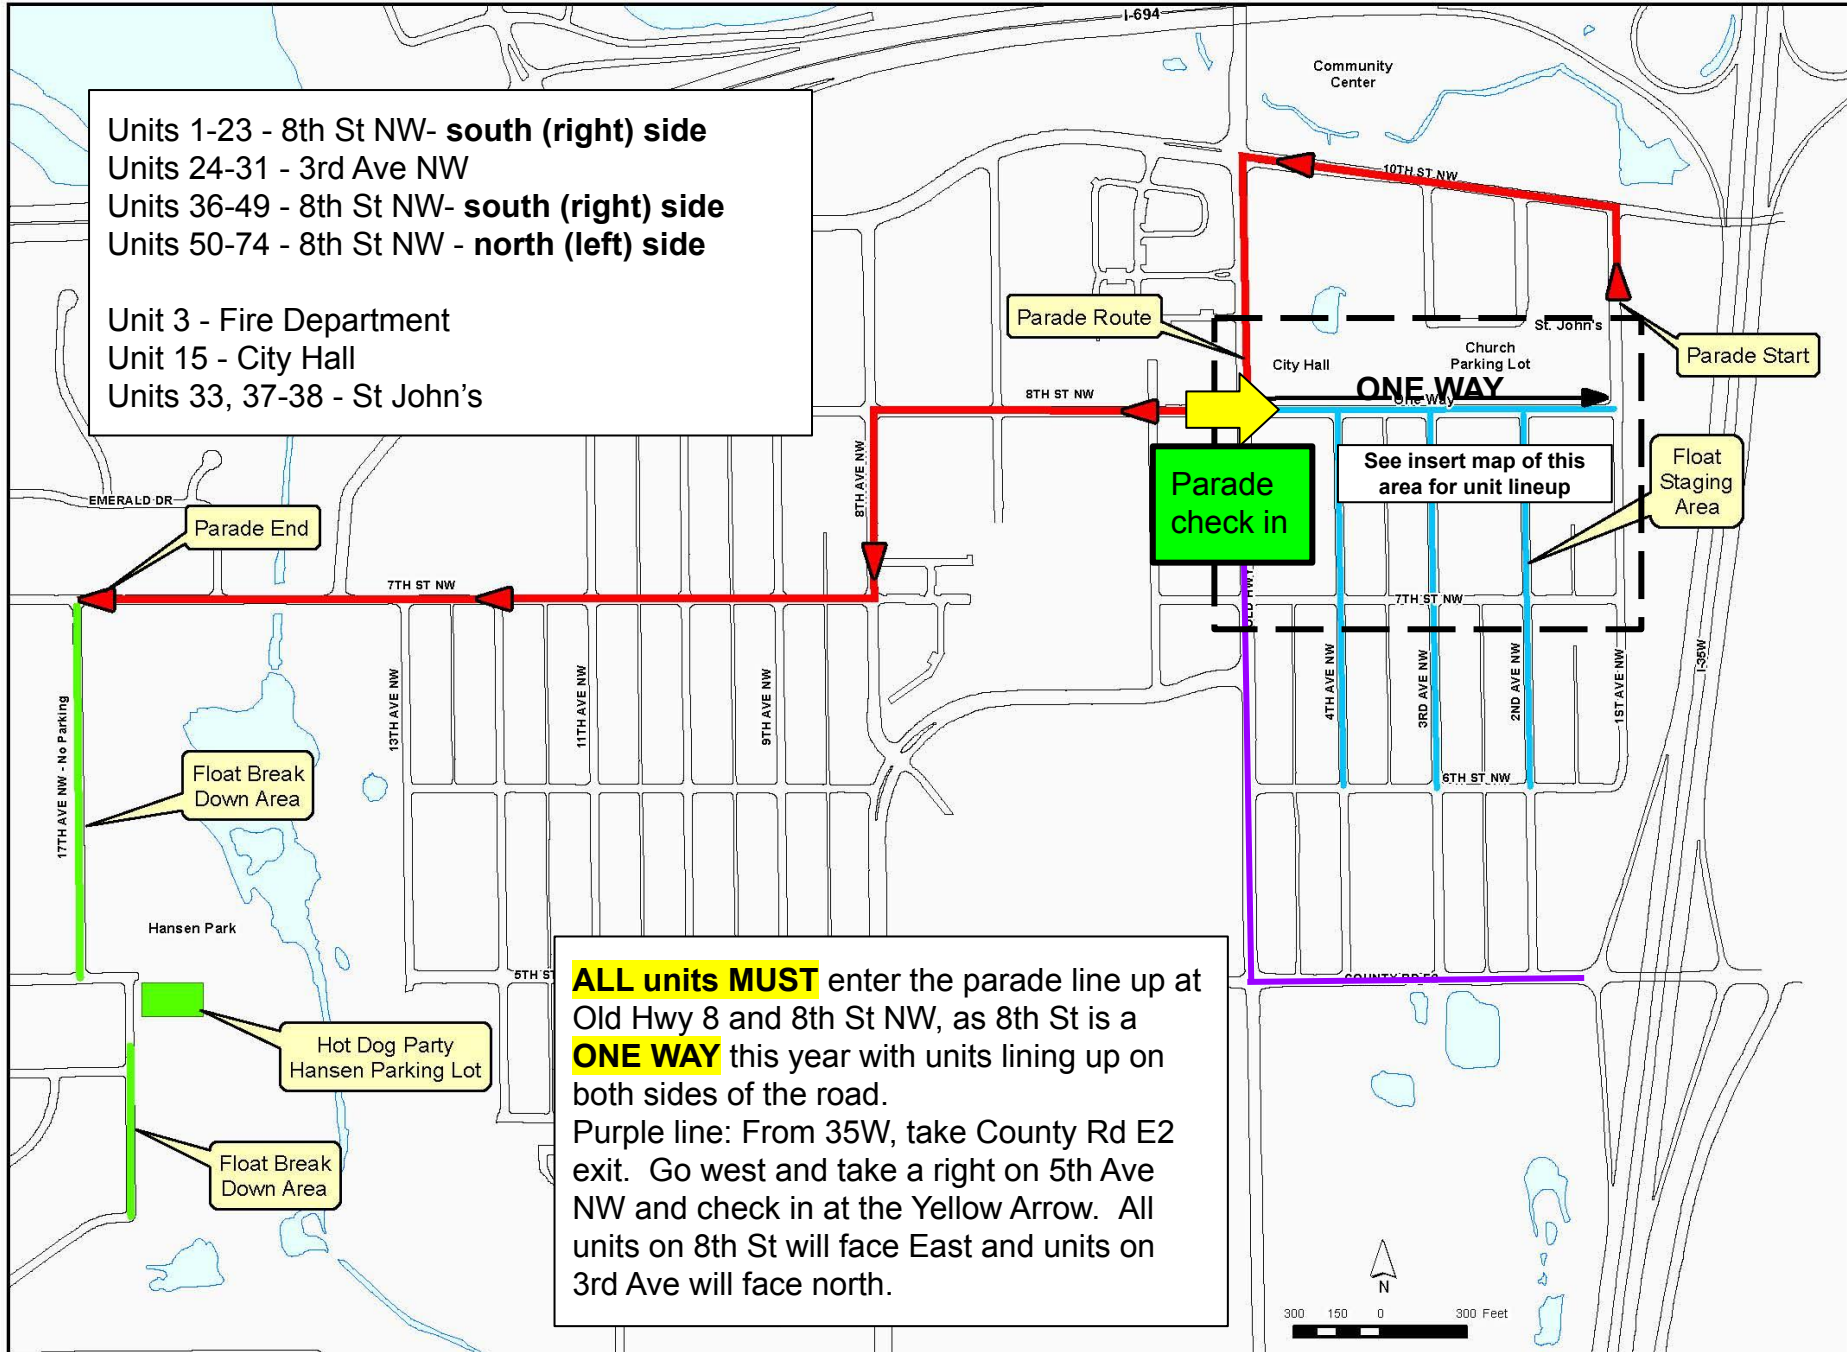 I-694
Community
Center
Units 1-23 - 8th St NW- south (right) side
Units 24-31 - 3rd Ave NW
Units 36-49 - 8th St NW- south (right) side
Units 50-74 - 8th St NW - north (left) side
Unit 3 - Fire Department
Unit 15 - City Hall
Units 33, 37-38 - St John's
10TH ST NW
Parade Route
St. John's
Parade Start
City Hall
Church
Parking Lot
ONE WAY
One Way
8TH ST NW
Parade
check in
See insert map of this
area for unit lineup
Float
Staging
Area
8TH AVE NW
EMERALD DR
Parade End
7TH ST NW
7TH ST NW
17TH AVE NW - No Parking
13TH AVE NW
11TH AVE NW
9TH AVE NW
4TH AVE NW
3RD AVE NW
2ND AVE NW
1ST AVE NW
I-35W
6TH ST NW
Float Break
Down Area
Hansen Park
5TH ST
COUNTY RD E2
Hot Dog Party
Hansen Parking Lot
Float Break
Down Area
ALL units MUST enter the parade line up at
Old Hwy 8 and 8th St NW, as 8th St is a
ONE WAY this year with units lining up on
both sides of the road.
Purple line: From 35W, take County Rd E2
exit. Go west and take a right on 5th Ave
NW and check in at the Yellow Arrow. All
units on 8th St will face East and units on
3rd Ave will face north.
N
300 150 0 300 Feet